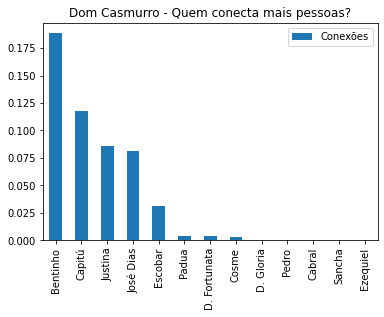 Dom Casmurro - Quem conecta mais pessoas?
Conexões
0.175
0.150
0.125
0.100
0.075
0.050
0.025
0.000
Bentinho
Capitú
Justina
José Dias
Escobar
Padua
D. Fortunata
Cosme
D. Gloria
Pedro
Cabral
Sancha
Ezequiel